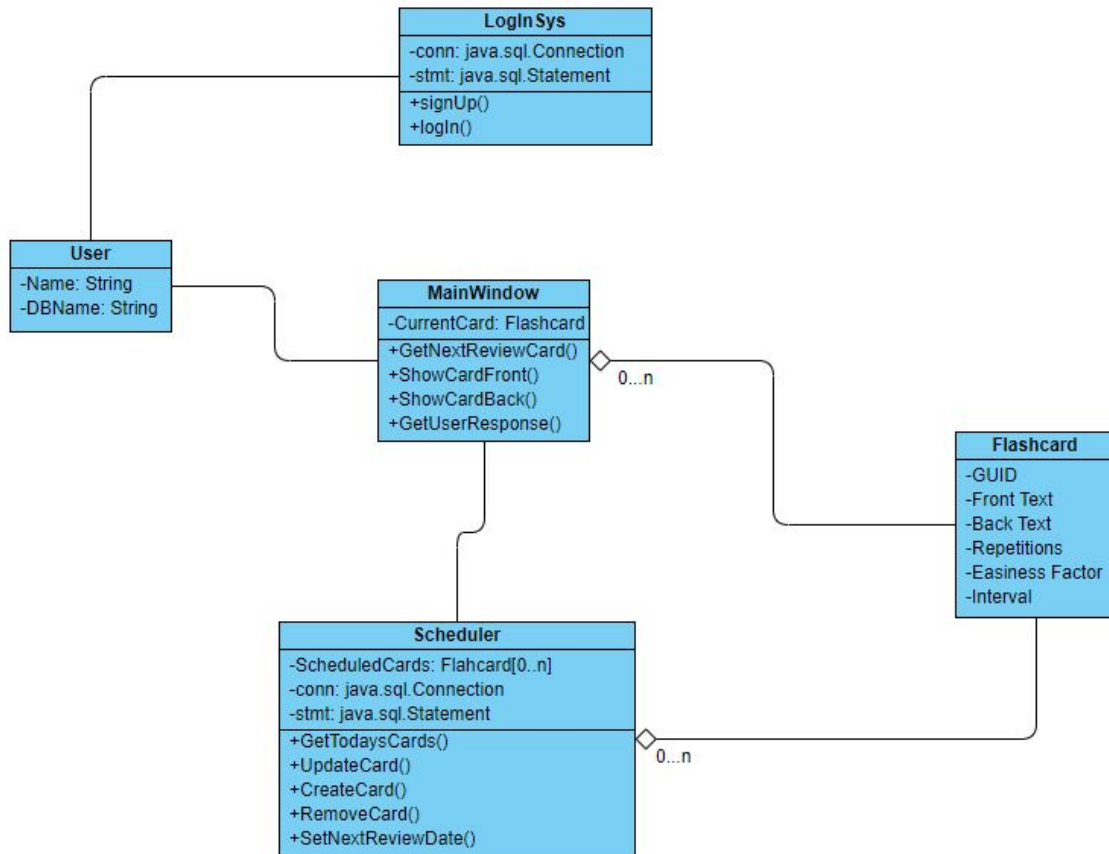 LogInSys
-conn: java.sql.Connection
-stmt: java.sql.Statement
+signUp()
+logIn()
User
-Name: String
-DBName: String
MainWindow
-CurrentCard: Flashcard
+GetNextReviewCard()
+ShowCardFront()
+ShowCardBack()
+GetUserResponse()
0...n
Flashcard
-GUID
-Front Text
-Back Text
-Repetitions
-Easiness Factor
-Interval
Scheduler
-ScheduledCards: Flahcard[0..n]
-conn: java.sql.Connection
-stmt: java.sql.Statement
+GetTodaysCards()
+UpdateCard()
+CreateCard()
+RemoveCard()
+SetNextReviewDate()
0...n